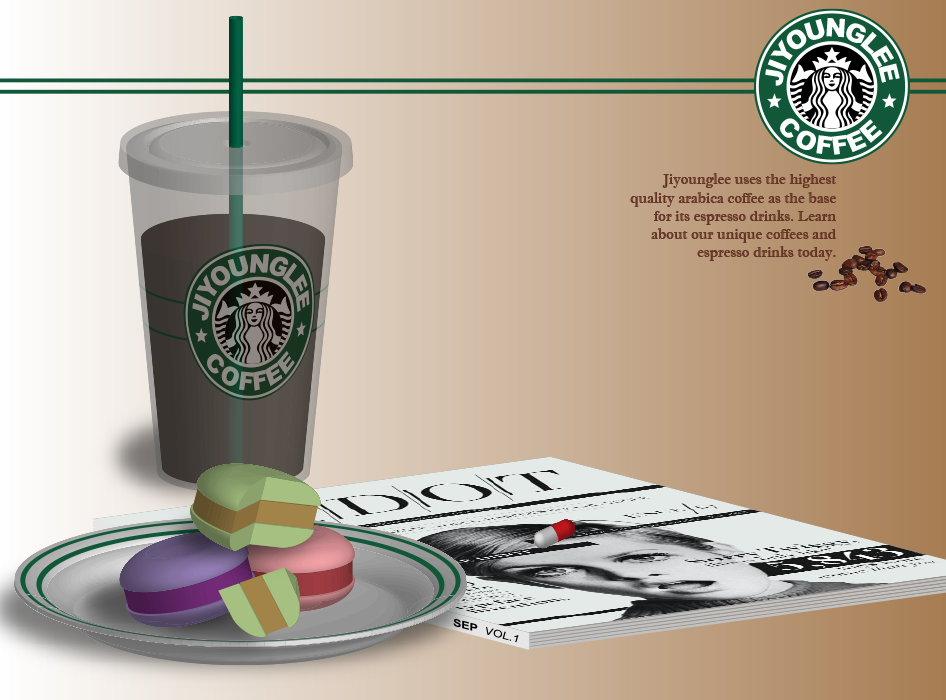 JIYOUNGLEE
COFFEE
Jiyounglee uses the highest
quality arabica coffee as the base
for its espresso drinks. Learn
about our unique coffees and
espresso drinks today.
JIYOUNGLEE
COFFEE
DOT
SEP VOL.1